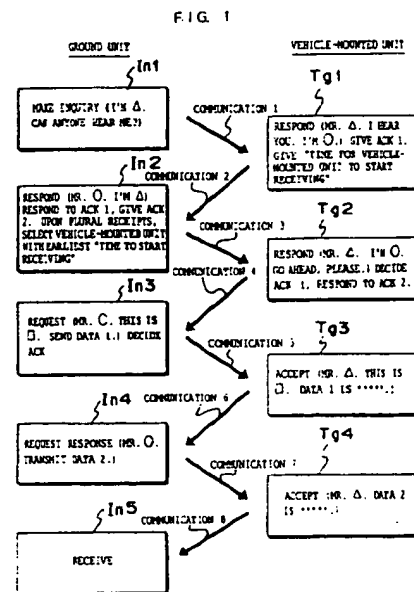 FIG. 1
GROUND UNIT
VEHICLE-MOUNTED UNIT
In1
MAKE ENQUIRY (I'M Δ.
CAN ANYONE HEAR ME?)
COMMUNICATION 1
Tg1
RESPOND (MR. Δ. I HEAR
YOU. I'M O.) GIVE ACK 1.
GIVE "TIME FOR VEHICLE-
MOUNTED UNIT TO START
RECEIVING"
In2
COMMUNICATION 2
RESPOND (MR. O. I'M Δ)
RESPOND TO ACK 1, GIVE ACK
2. UPON PLURAL RECEIPTS,
SELECT VEHICLE-MOUNTED UNIT
WITH EARLIEST "TIME TO START
RECEIVING"
COMMUNICATION 3
Tg2
RESPOND (MR. Δ. I'M O.
GO AHEAD, PLEASE.) DECIDE
ACK 1. RESPOND TO ACK 2.
COMMUNICATION 4
In3
REQUEST (MR. O. THIS IS
□. SEND DATA 1.) DECIDE
ACK
COMMUNICATION 5
Tg3
ACCEPT (MR. Δ. THIS IS
□. DATA 1 IS *****.)
COMMUNICATION 6
In4
REQUEST RESPONSE (MR. O.
TRANSMIT DATA 2.)
COMMUNICATION 7
Tg4
ACCEPT (MR. Δ. DATA 2
IS *****.)
COMMUNICATION 8
In5
RECEIVE